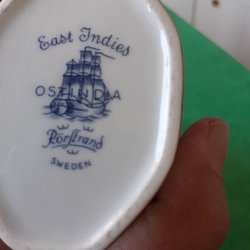 East Indies
OSTINDIA
Rörstrand
SWEDEN